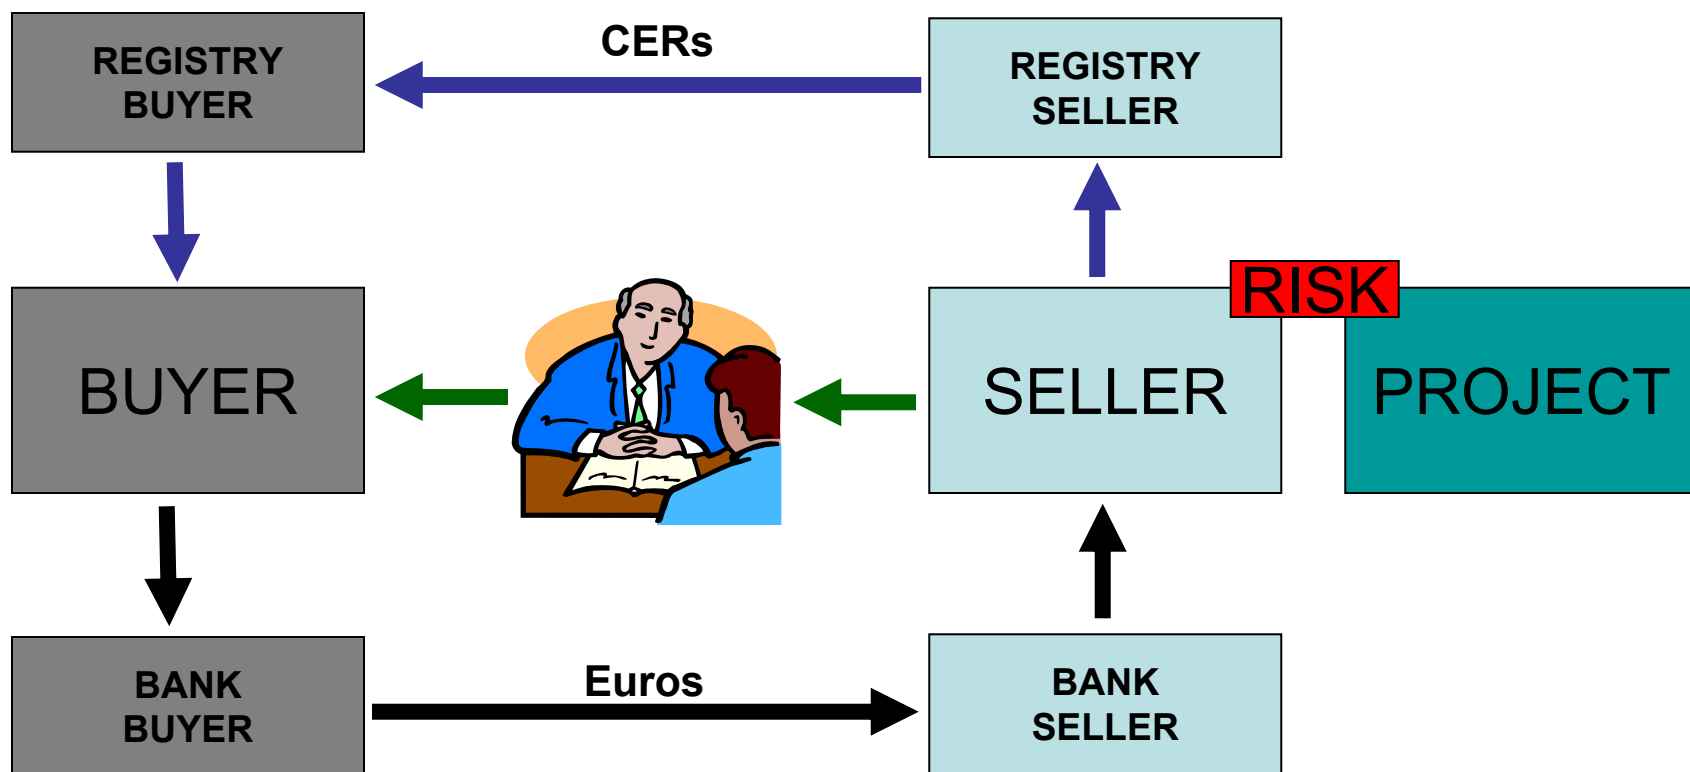 REGISTRY
BUYER
CERs
REGISTRY
SELLER
RISK
BUYER
SELLER
PROJECT
BANK
BUYER
Euros
BANK
SELLER